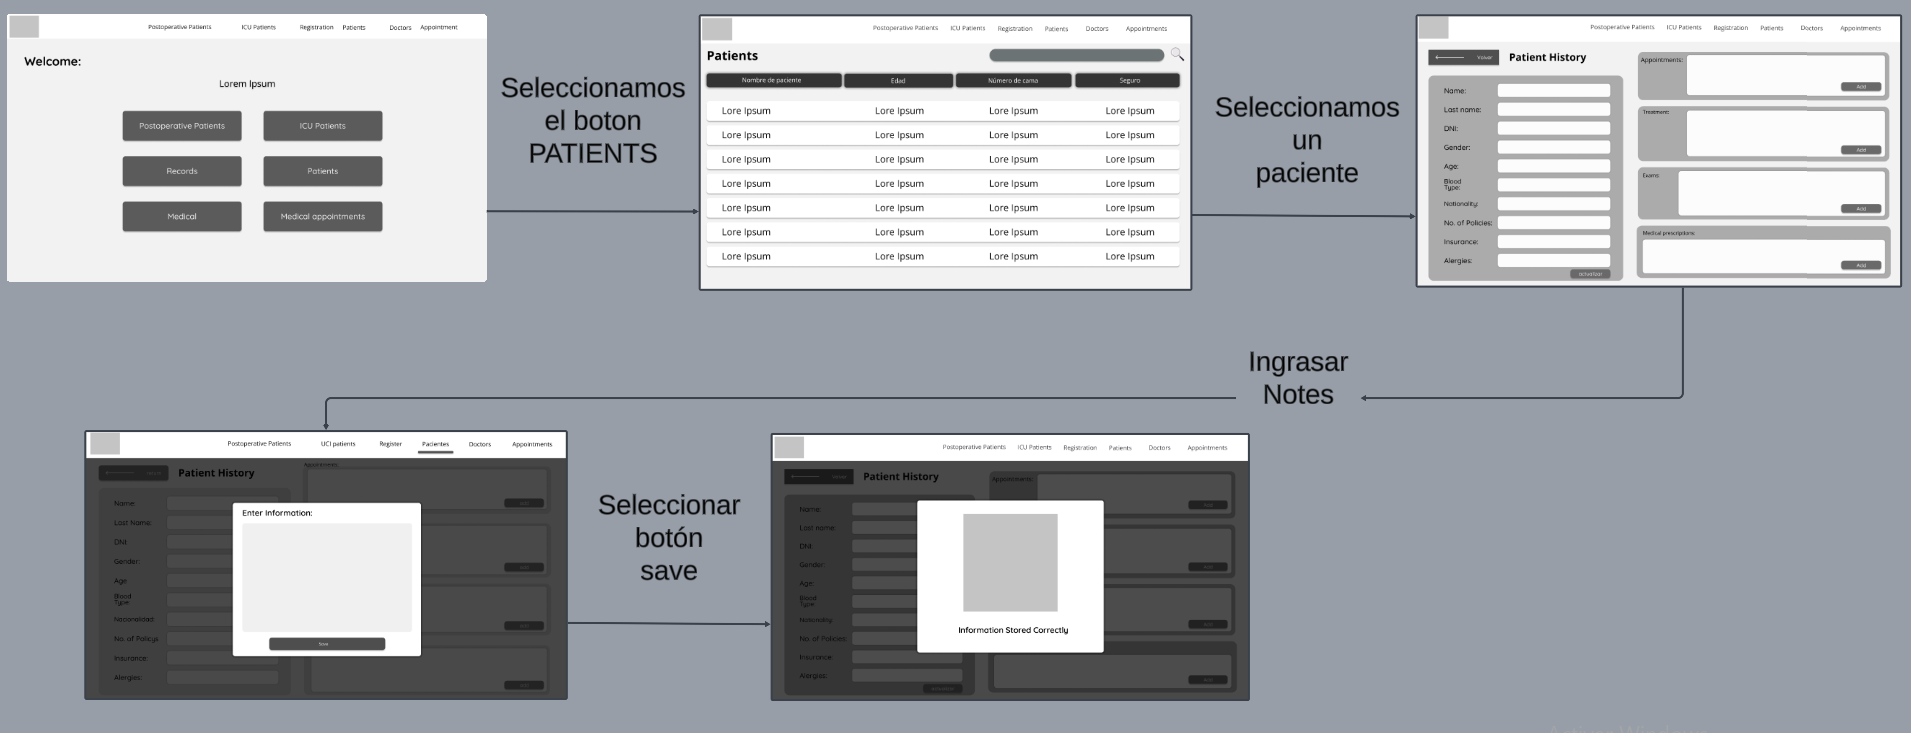 Postoperative Patients ICU Patients Registration Patients Doctors Appointment
Welcome:
Lorem Ipsum
Postoperative Patients ICU Patients
Records Patients
Medical Medical appointments
Seleccionamos
el boton
PATIENTS
Postoperative Patients ICU Patients Registration Patients Doctors Appointments
Patients
Nombre de paciente Edad Número de cama Seguro
Lore Ipsum Lore Ipsum Lore Ipsum Lore Ipsum
Lore Ipsum Lore Ipsum Lore Ipsum Lore Ipsum
Lore Ipsum Lore Ipsum Lore Ipsum Lore Ipsum
Lore Ipsum Lore Ipsum Lore Ipsum Lore Ipsum
Lore Ipsum Lore Ipsum Lore Ipsum Lore Ipsum
Lore Ipsum Lore Ipsum Lore Ipsum Lore Ipsum
Lore Ipsum Lore Ipsum Lore Ipsum Lore Ipsum
Seleccionamos
un
paciente
Postoperative Patients ICU Patients Registration Patients Doctors Appointments
Volver Patient History
Name:
Last name:
DNI:
Gender:
Age:
Blood
Type:
Nationality:
No. of Policies:
Insurance:
Alergies:
Appointments:
Add
Treatment:
Add
Exams
Add
Medical prescriptions:
Add
Ingrasar
Notes
Postoperative Patients UCI patients Register Pacientes Doctors Appointments
Patient History
Appointments:
Name:
Last Name:
DNI:
Gender:
Age
Blood
Type:
Nacionalidad:
No. of Policys
Insurance:
Alergies:
Enter Information:
Save
Seleccionar
botón
save
Postoperative Patients ICU Patients Registration Patients Doctors Appointments
Patient History
Appointments:
Name:
Last name:
DNI:
Gender:
Age:
Blood
Type
Nationality:
No. of Policies:
Insurance:
Alergies:
Information Stored Correctly